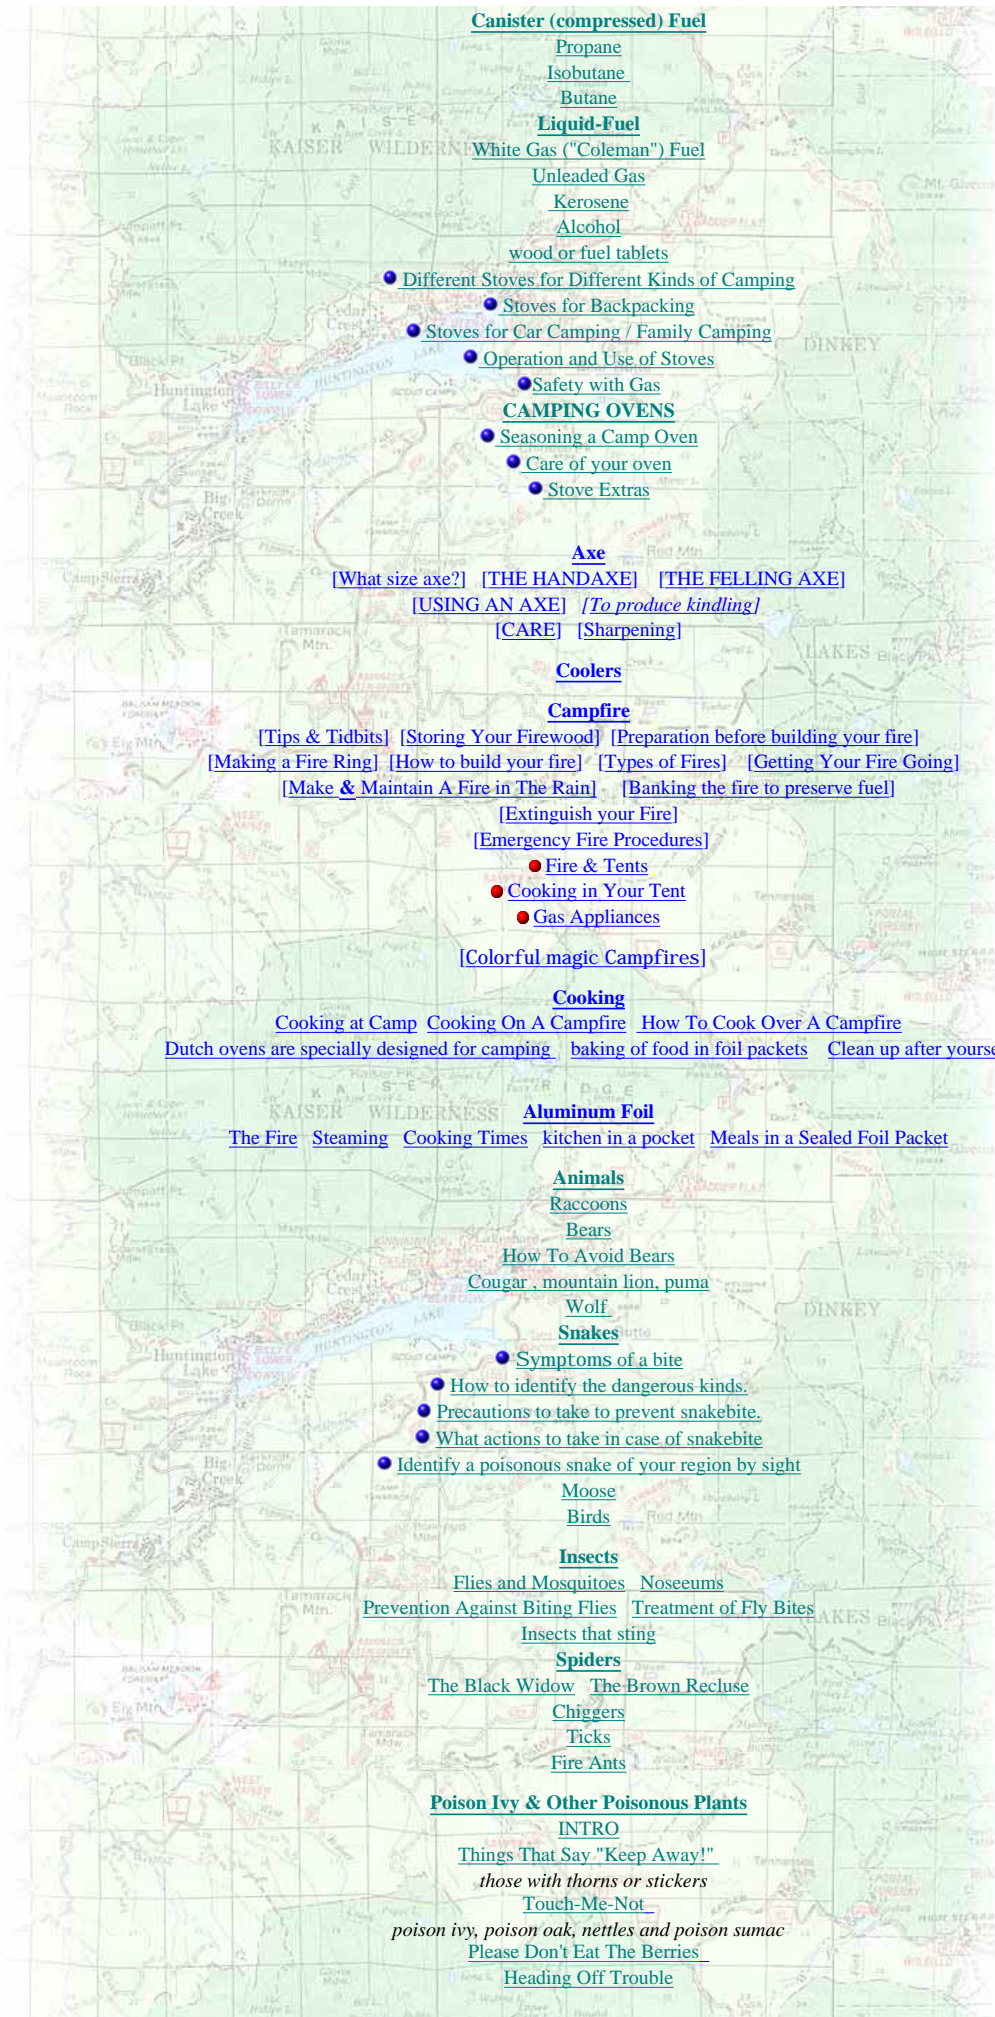 Canister (compressed) Fuel
Propane
Isobutane
Butane
Liquid-Fuel
White Gas ("Coleman") Fuel
Unleaded Gas
Kerosene
Alcohol
wood or fuel tablets
Different Stoves for Different Kinds of Camping
Stoves for Backpacking
Stoves for Car Camping / Family Camping
Operation and Use of Stoves
Safety with Gas
CAMPING OVENS
Seasoning a Camp Oven
Care of your oven
Stove Extras
Axe
[What size axe?] [THE HANDAXE] [THE FELLING AXE]
[USING AN AXE] [To produce kindling]
[CARE] [Sharpening]
Coolers
Campfire
[Tips & Tidbits] [Storing Your Firewood] [Preparation before building your fire]
[Making a Fire Ring] [How to build your fire] [Types of Fires] [Getting Your Fire Going]
[Make & Maintain A Fire in The Rain] [Banking the fire to preserve fuel]
[Extinguish your Fire]
[Emergency Fire Procedures]
Fire & Tents
Cooking in Your Tent
Gas Appliances
[Colorful magic Campfires]
Cooking
Cooking at Camp Cooking On A Campfire How To Cook Over A Campfire
Dutch ovens are specially designed for camping baking of food in foil packets Clean up after yourse
Aluminum Foil
The Fire Steaming Cooking Times kitchen in a pocket Meals in a Sealed Foil Packet
Animals
Raccoons
Bears
How To Avoid Bears
Cougar , mountain lion, puma
Wolf
Snakes
Symptoms of a bite
How to identify the dangerous kinds.
Precautions to take to prevent snakebite.
What actions to take in case of snakebite
Identify a poisonous snake of your region by sight
Moose
Birds
Insects
Flies and Mosquitoes Noseeums
Prevention Against Biting Flies Treatment of Fly Bites
Insects that sting
Spiders
The Black Widow The Brown Recluse
Chiggers
Ticks
Fire Ants
Poison Ivy & Other Poisonous Plants
INTRO
Things That Say "Keep Away!"
those with thorns or stickers
Touch-Me-Not
poison ivy, poison oak, nettles and poison sumac
Please Don't Eat The Berries
Heading Off Trouble